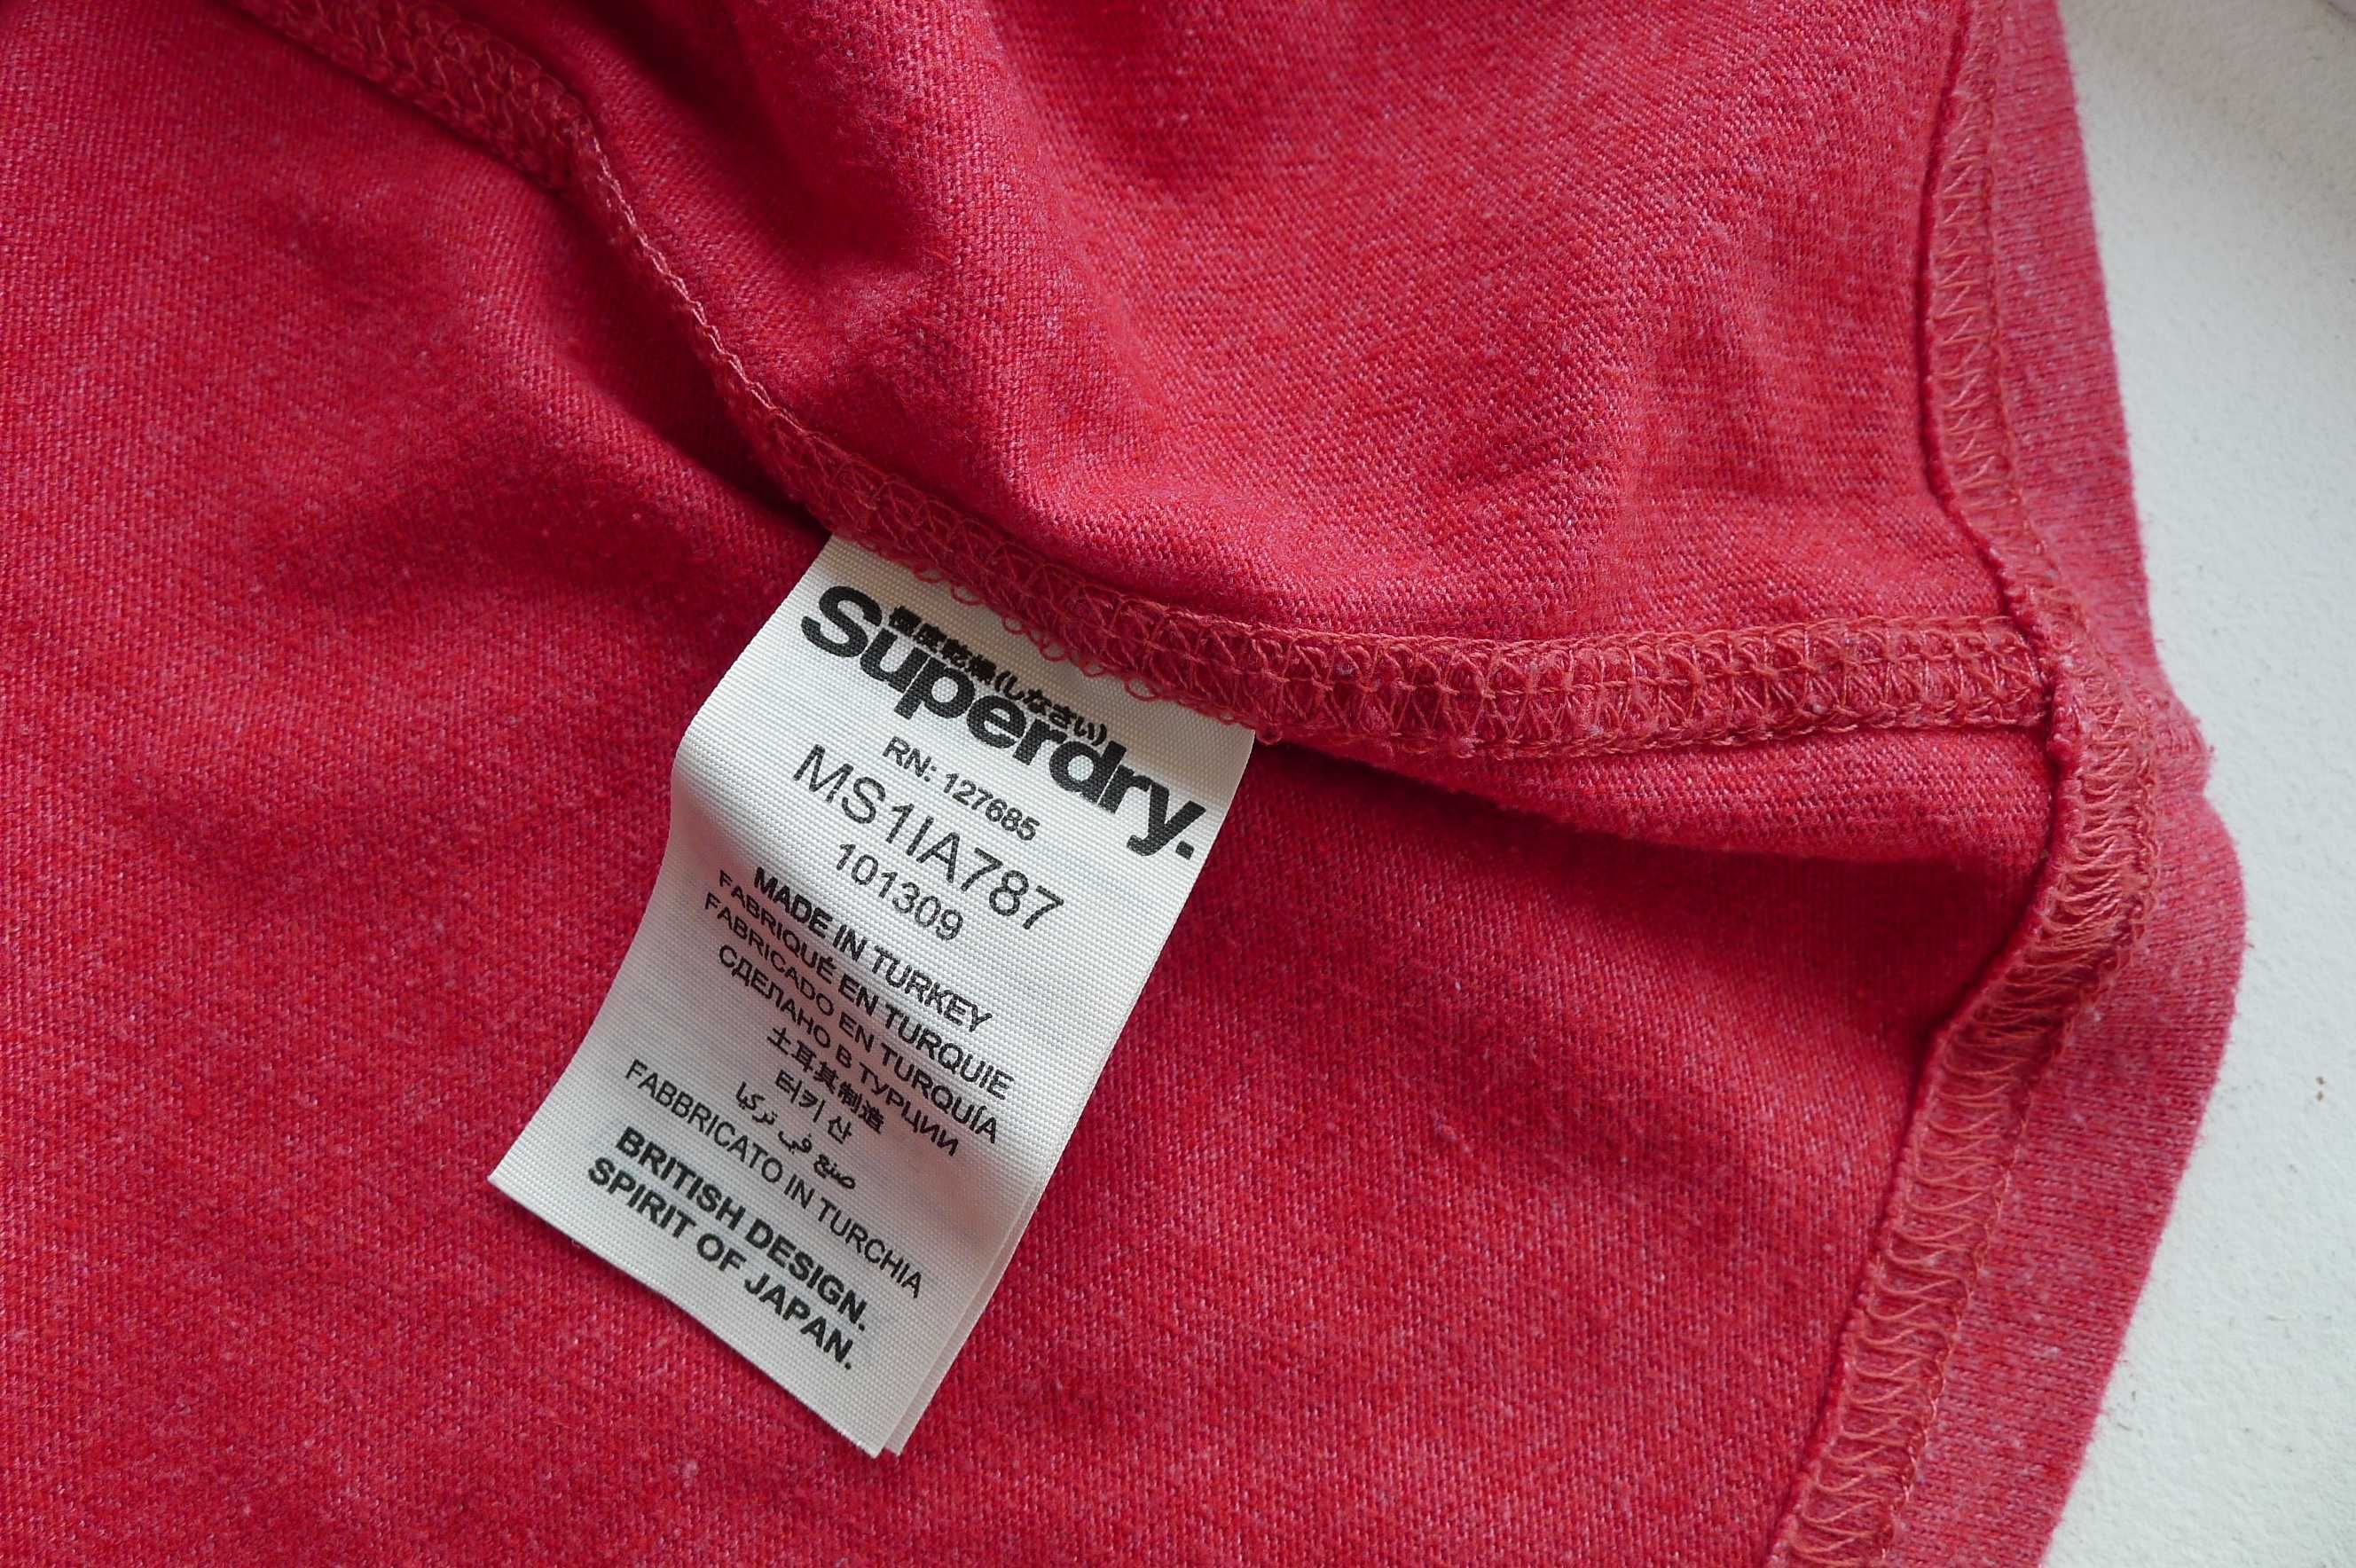 極度乾燥(しなさい)
Superdry.
RN: 127685
MS1IA787
101309
MADE IN TURKEY
FABRIQUÉ EN TURQUIE
FABRICADO EN TURQUÍA
СДЕЛАНО В ТУРЦИИ
土耳其制造
터키 산
صنع في تركيا
FABBRICATO IN TURCHIA
BRITISH DESIGN.
SPIRIT OF JAPAN.